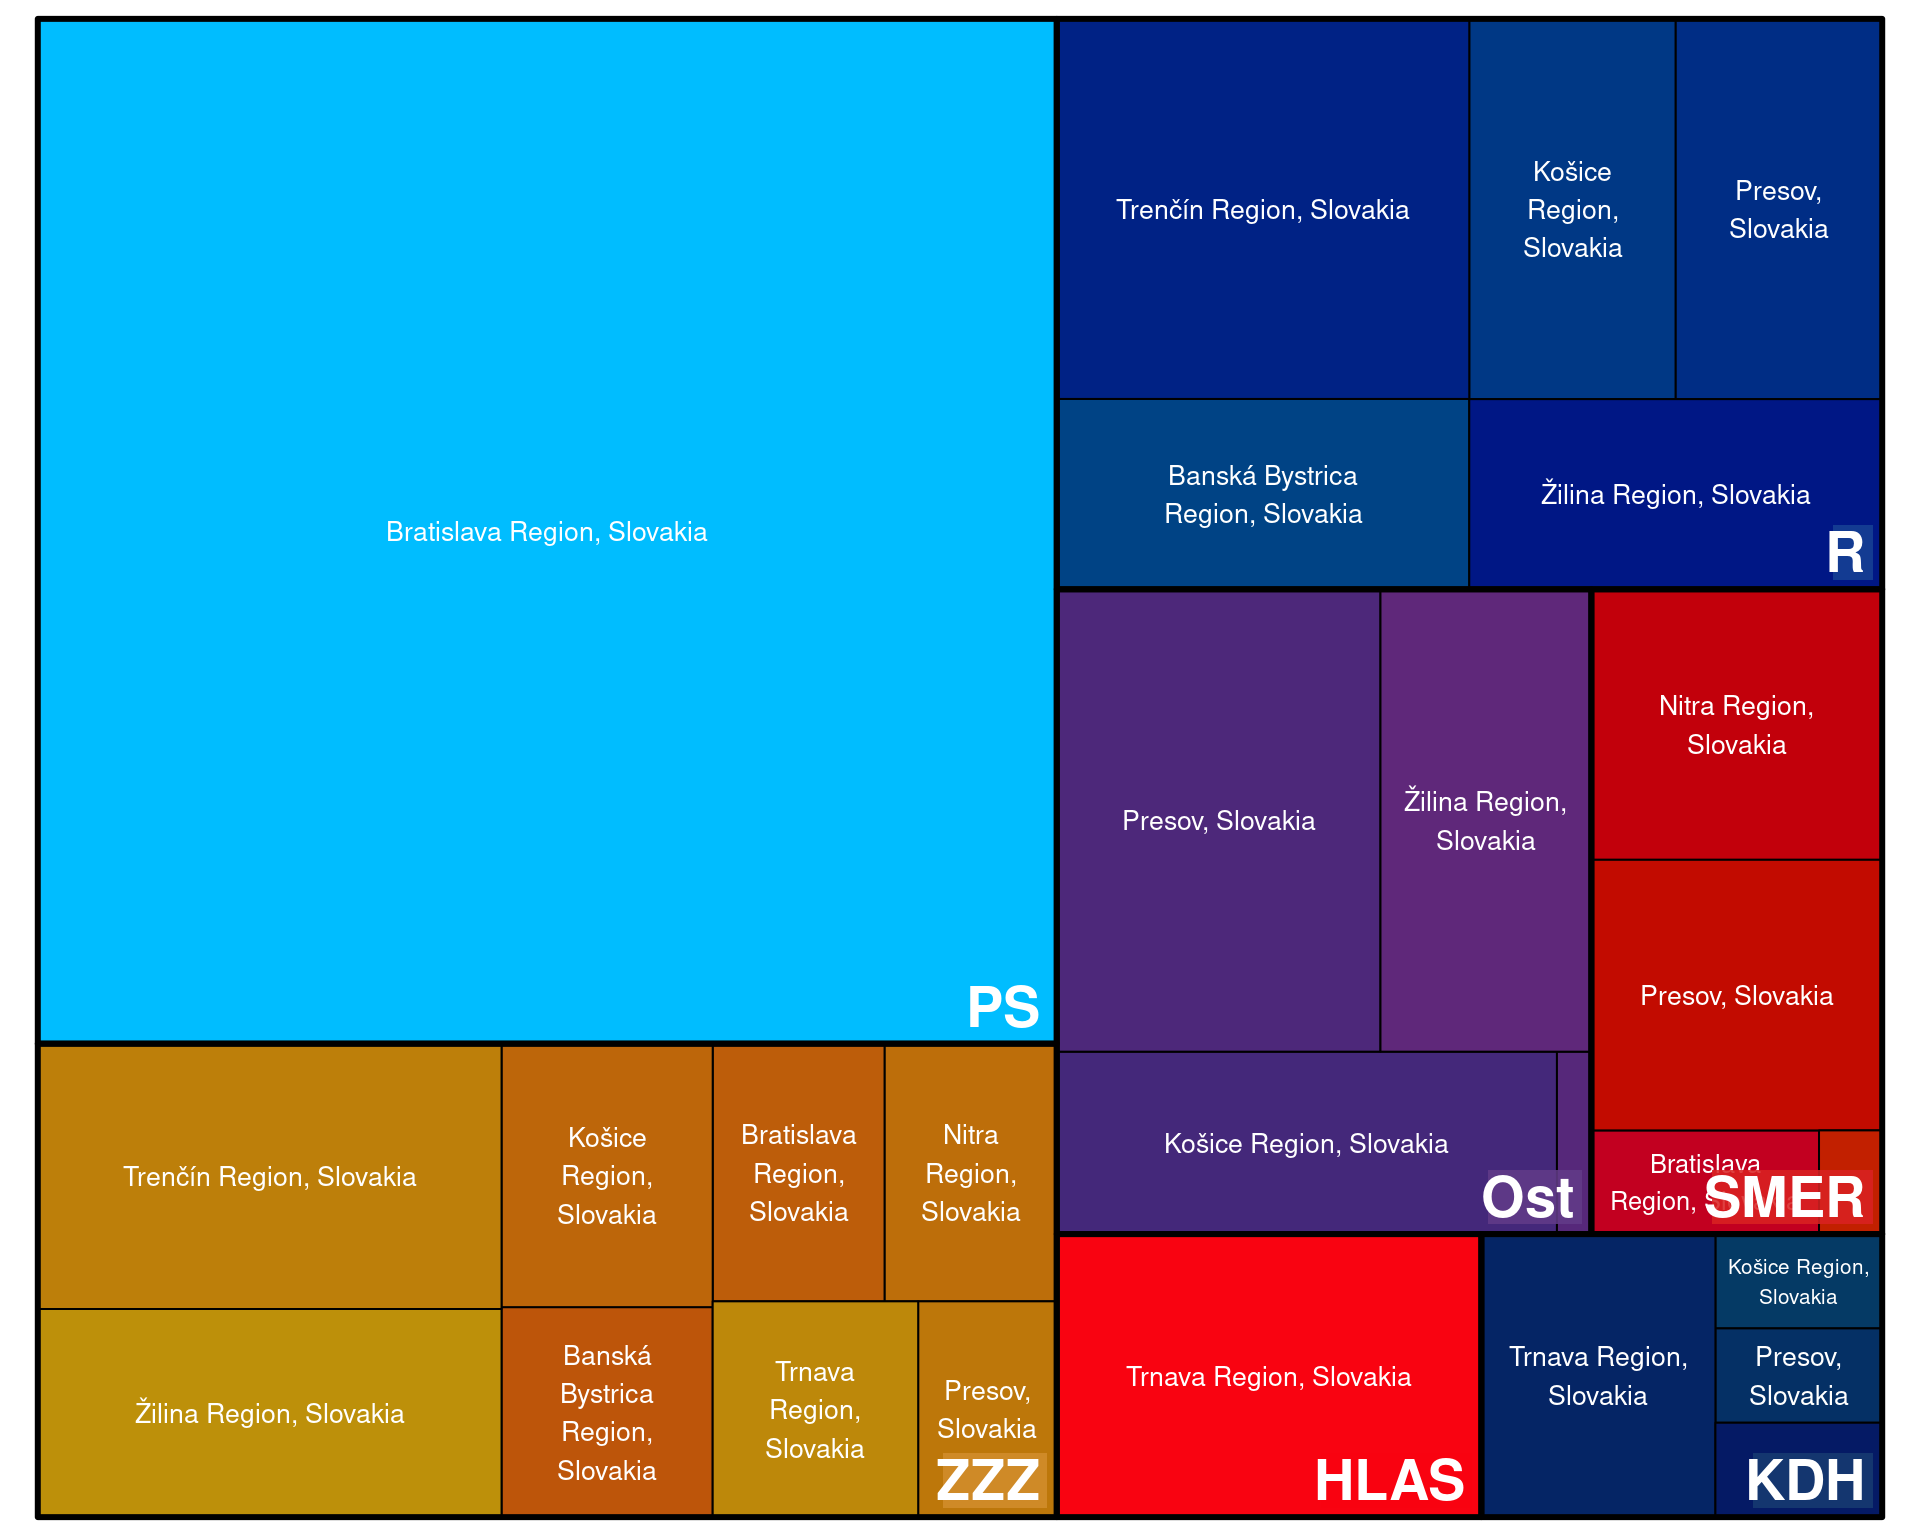 Bratislava Region, Slovakia
PS
Trenčín Region, Slovakia
Košice
Region,
Slovakia
Presov,
Slovakia
Banská Bystrica
Region, Slovakia
Žilina Region, Slovakia
R
Presov, Slovakia
Žilina Region,
Slovakia
Košice Region, Slovakia
Ost
Nitra Region,
Slovakia
Presov, Slovakia
Bratislava
Region,
SMER
Trenčín Region, Slovakia
Košice
Region,
Slovakia
Bratislava
Region,
Slovakia
Nitra
Region,
Slovakia
Žilina Region, Slovakia
Banská
Bystrica
Region,
Slovakia
Trnava
Region,
Slovakia
Presov,
Slovakia
ZZZ
Trnava Region, Slovakia
HLAS
Trnava Region,
Slovakia
Košice Region,
Slovakia
Presov,
Slovakia
KDH